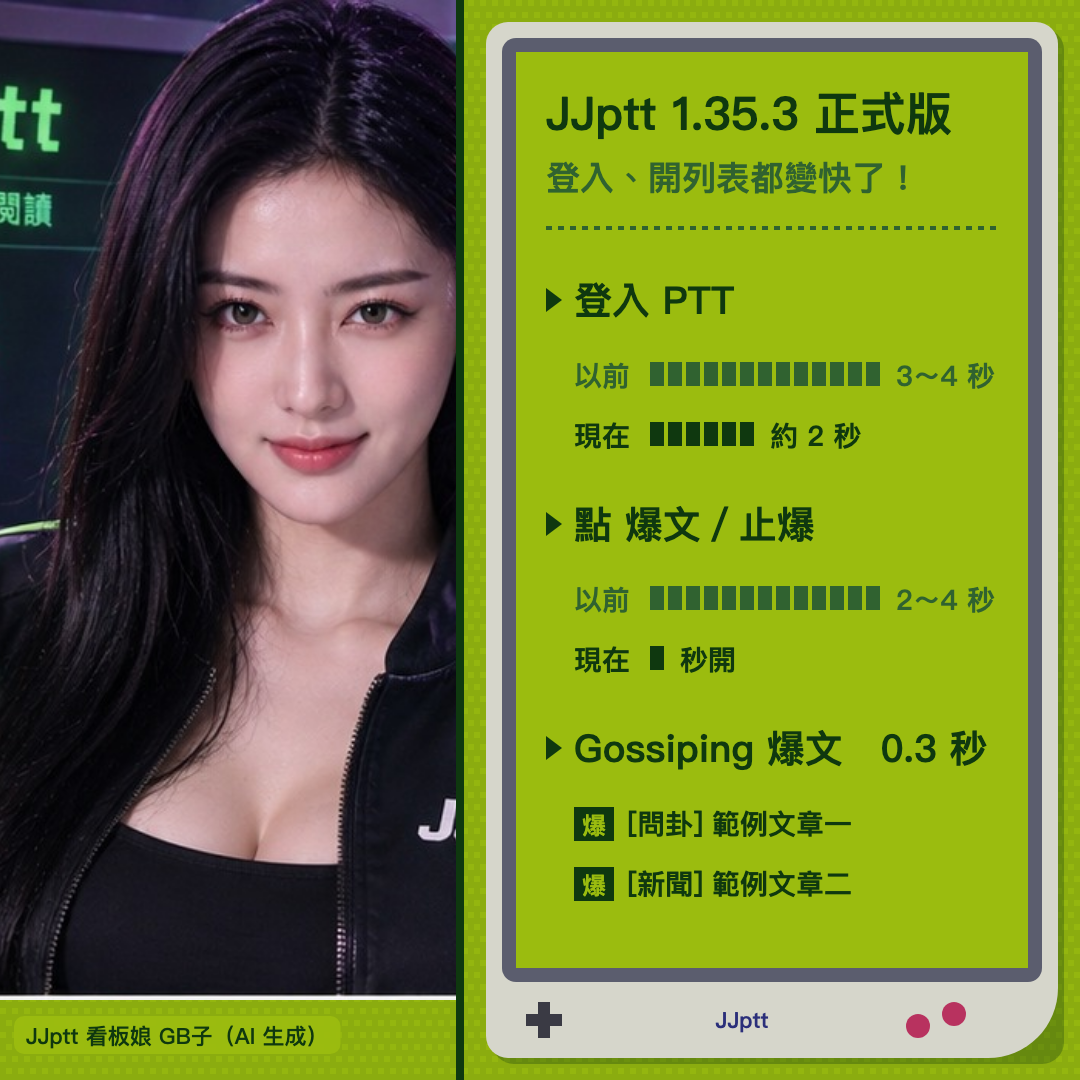 tt
閱讀
J
JJptt 看板娘 GB子（AI 生成）
JJptt 1.35.3 正式版
登入、開列表都變快了！
登入 PTT
以前 3～4 秒
現在 約 2 秒
點 爆文 / 止爆
以前 2～4 秒
現在 秒開
Gossiping 爆文 0.3 秒
爆 [問卦] 範例文章一
爆 [新聞] 範例文章二
JJptt